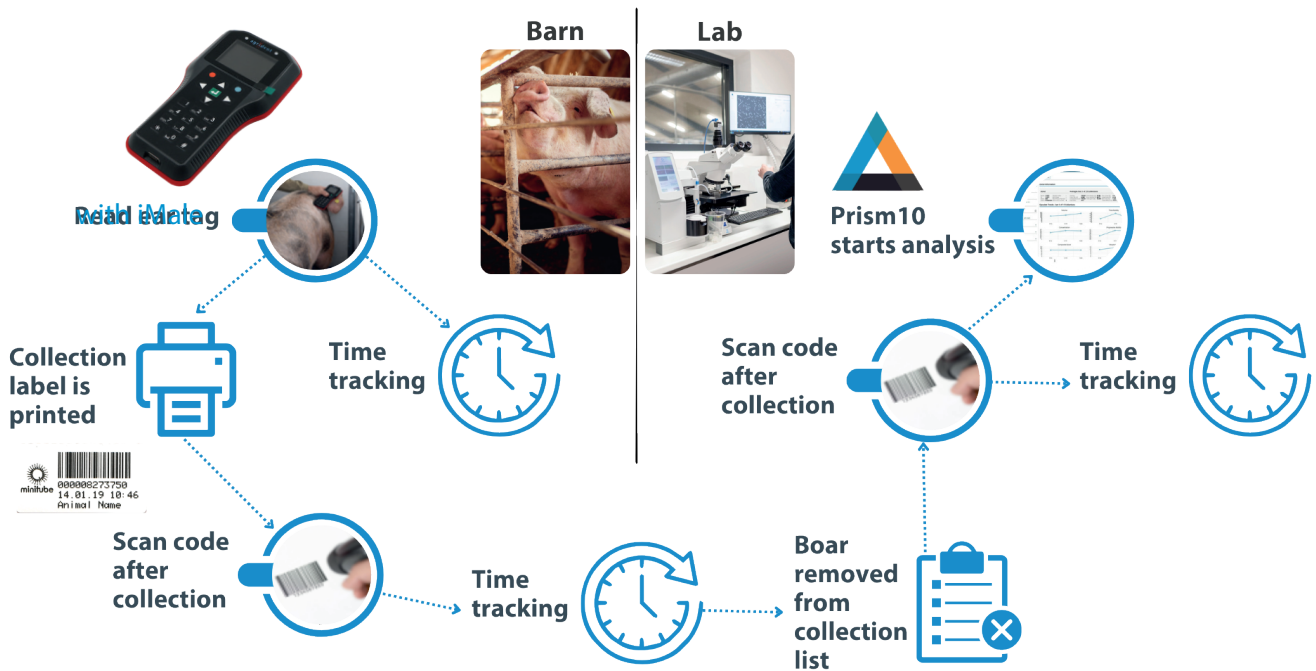 Barn
Lab
Read ear tag
with iMale
Prism10
starts analysis
Collection
label is
printed
Time
tracking
Scan code
after
collection
Time
tracking
minitube
000008273750
14.01.19 10:46
Animal Name
Scan code
after
collection
Time
tracking
Boar
removed
from
collection
list